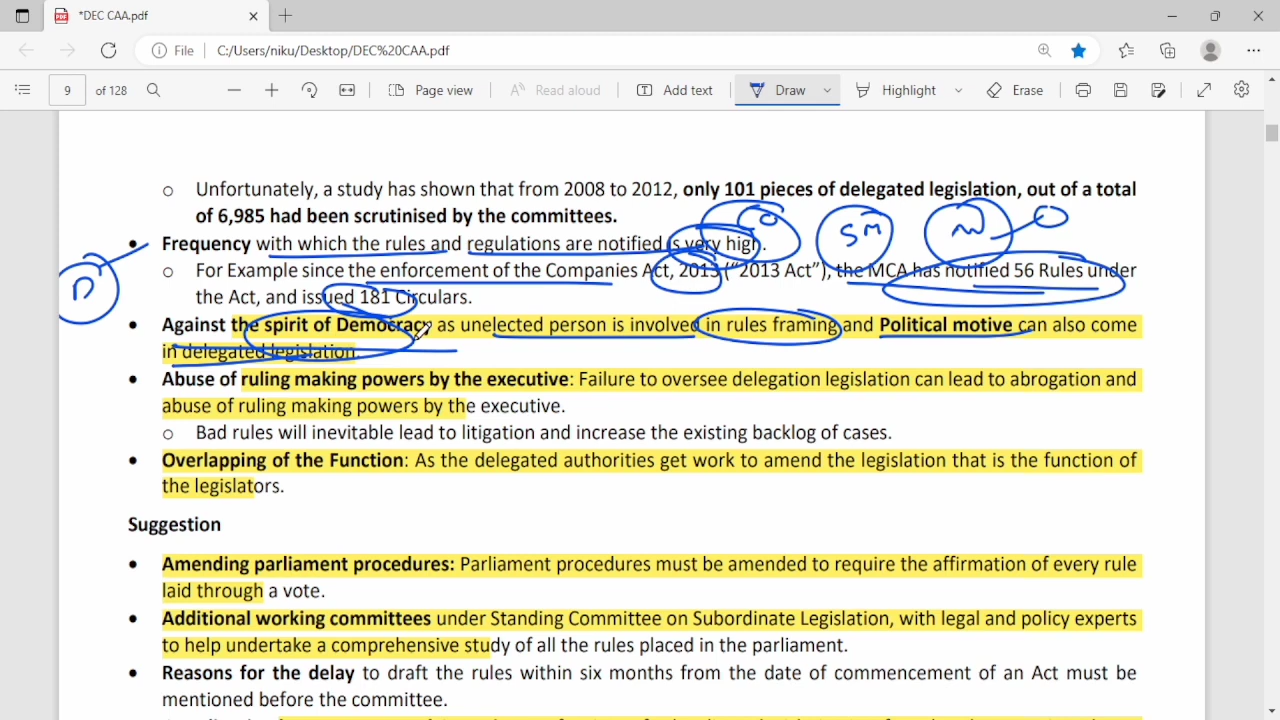 *DEC CAA.pdf
File C:/Users/niku/Desktop/DEC%20CAA.pdf
9 of 128 Page view Read aloud Add text Draw Highlight Erase
o Unfortunately, a study has shown that from 2008 to 2012, only 101 pieces of delegated legislation, out of a total
of 6,985 had been scrutinised by the committees.
• Frequency with which the rules and regulations are notified is very high.
o For Example since the enforcement of the Companies Act, 2013 (“2013 Act”), the MCA has notified 56 Rules under
the Act, and issued 181 Circulars.
• Against the spirit of Democracy as unelected person is involved in rules framing and Political motive can also come
in delegated legislation.
• Abuse of ruling making powers by the executive: Failure to oversee delegation legislation can lead to abrogation and
abuse of ruling making powers by the executive.
o Bad rules will inevitable lead to litigation and increase the existing backlog of cases.
• Overlapping of the Function: As the delegated authorities get work to amend the legislation that is the function of
the legislators.
Suggestion
• Amending parliament procedures: Parliament procedures must be amended to require the affirmation of every rule
laid through a vote.
• Additional working committees under Standing Committee on Subordinate Legislation, with legal and policy experts
to help undertake a comprehensive study of all the rules placed in the parliament.
• Reasons for the delay to draft the rules within six months from the date of commencement of an Act must be
mentioned before the committee.
SM
D